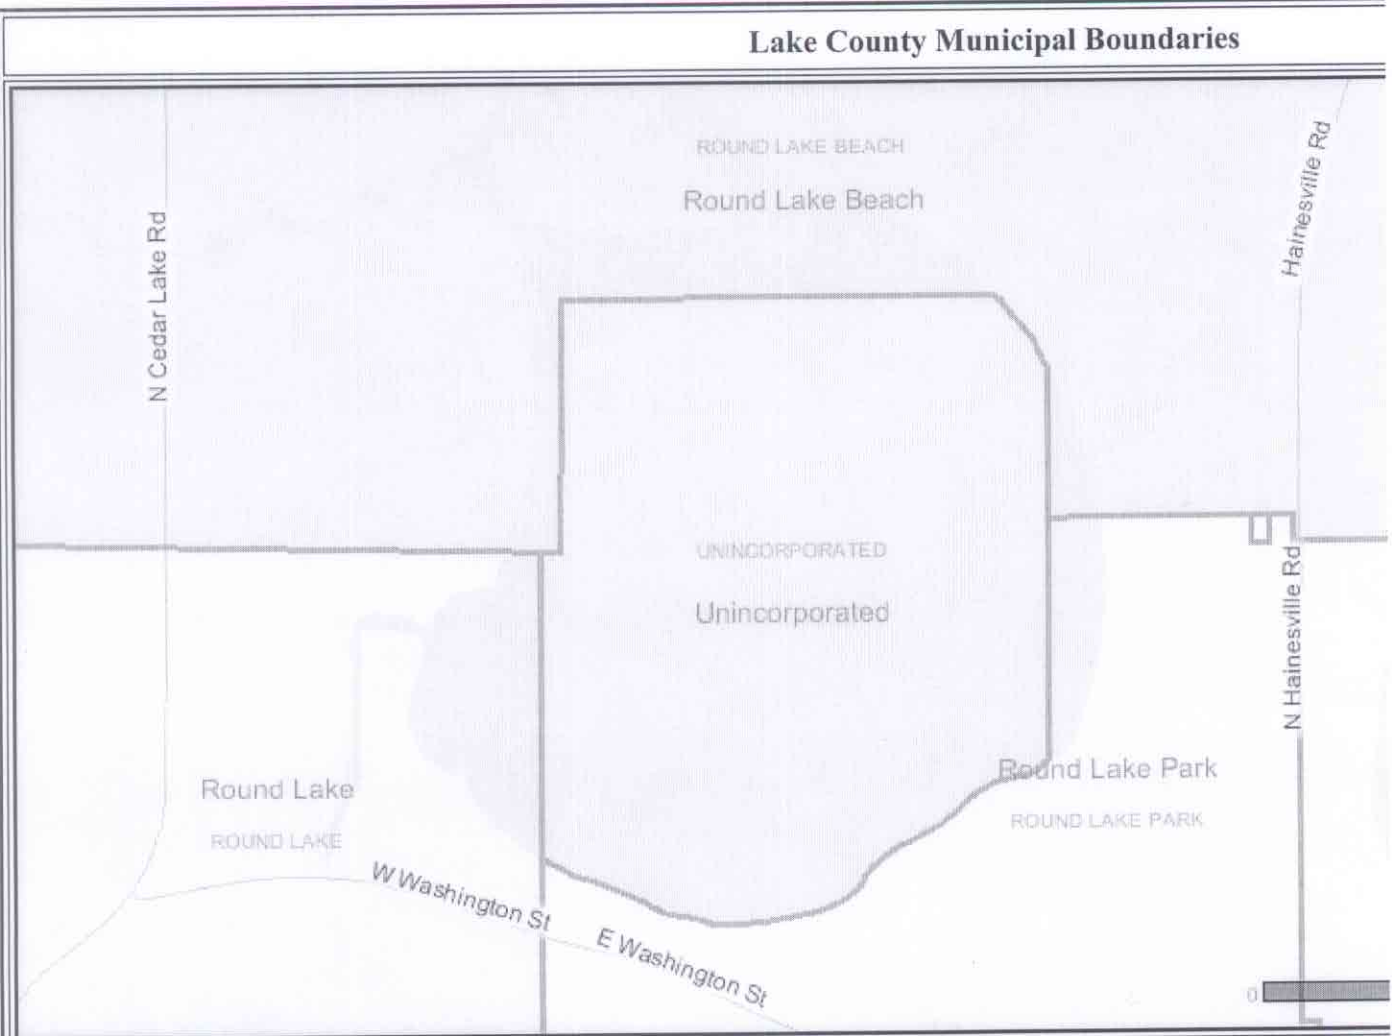 Lake County Municipal Boundaries
ROUND LAKE BEACH
Round Lake Beach
N Cedar Lake Rd
Hainesville Rd
UNINCORPORATED
Unincorporated
N Hainesville Rd
Round Lake
ROUND LAKE
Round Lake Park
ROUND LAKE PARK
W Washington St
E Washington St
0